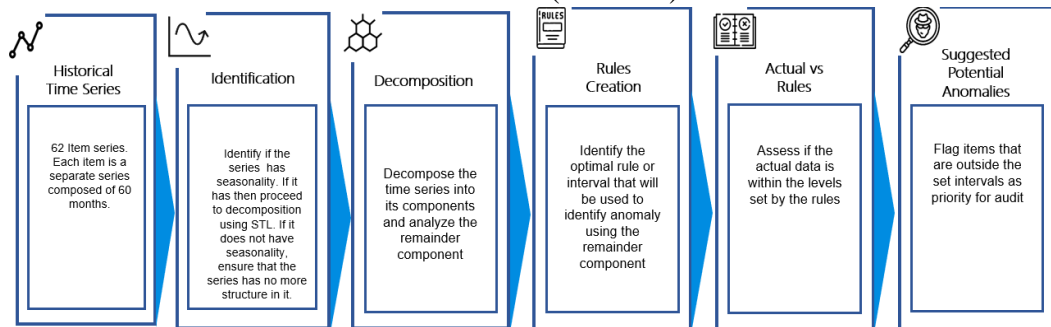 RULES
Historical
Time Series
62 Item series.
Each item is a
separate series
composed of 60
months.
Identification
Identify if the
series has
seasonality. If it
has then proceed
to decomposition
using STL. If it
does not have
seasonality,
ensure that the
series has no more
structure in it.
Decomposition
Decompose the
time series into
its components
and analyze the
remainder
component
Rules
Creation
Identify the
optimal rule or
interval that will
be used to
identify anomaly
using the
remainder
component
Actual vs
Rules
Assess if the
actual data is
within the levels
set by the rules
Suggested
Potential
Anomalies
Flag items that
are outside the
set intervals as
priority for audit